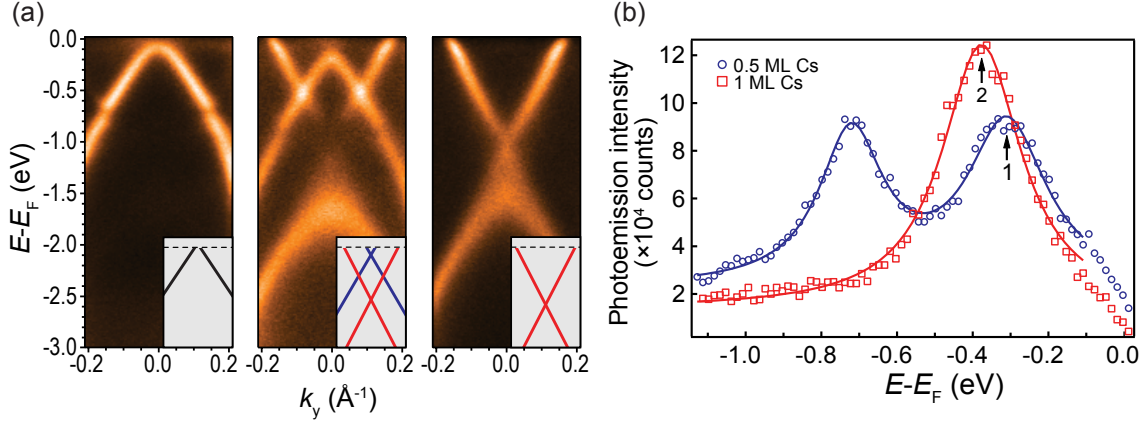 (a)
E-E_F (eV)
0.0
-0.5
-1.0
-1.5
-2.0
-2.5
-3.0
-0.2 0.0 0.2
-0.2 0.0 0.2
-0.2 0.0 0.2
k_y (Å⁻¹)
(b)
Photoemission intensity
(×10⁴ counts)
12
10
8
6
4
2
0.5 ML Cs
1 ML Cs
2
1
-1.0 -0.8 -0.6 -0.4 -0.2 0.0
E-E_F (eV)